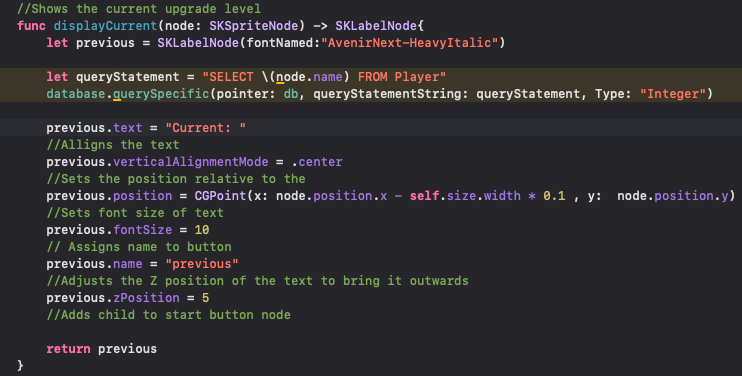 //Shows the current upgrade level
func displayCurrent(node: SKSpriteNode) -> SKLabelNode{
let previous = SKLabelNode(fontNamed:"AvenirNext-HeavyItalic")
let queryStatement = "SELECT \(node.name) FROM Player"
database.querySpecific(pointer: db, queryStatementString: queryStatement, Type: "Integer")
previous.text = "Current: "
//Alligns the text
previous.verticalAlignmentMode = .center
//Sets the position relative to the
previous.position = CGPoint(x: node.position.x - self.size.width * 0.1 , y:  node.position.y)
//Sets font size of text
previous.fontSize = 10
// Assigns name to button
previous.name = "previous"
//Adjusts the Z position of the text to bring it outwards
previous.zPosition = 5
//Adds child to start button node
return previous
}